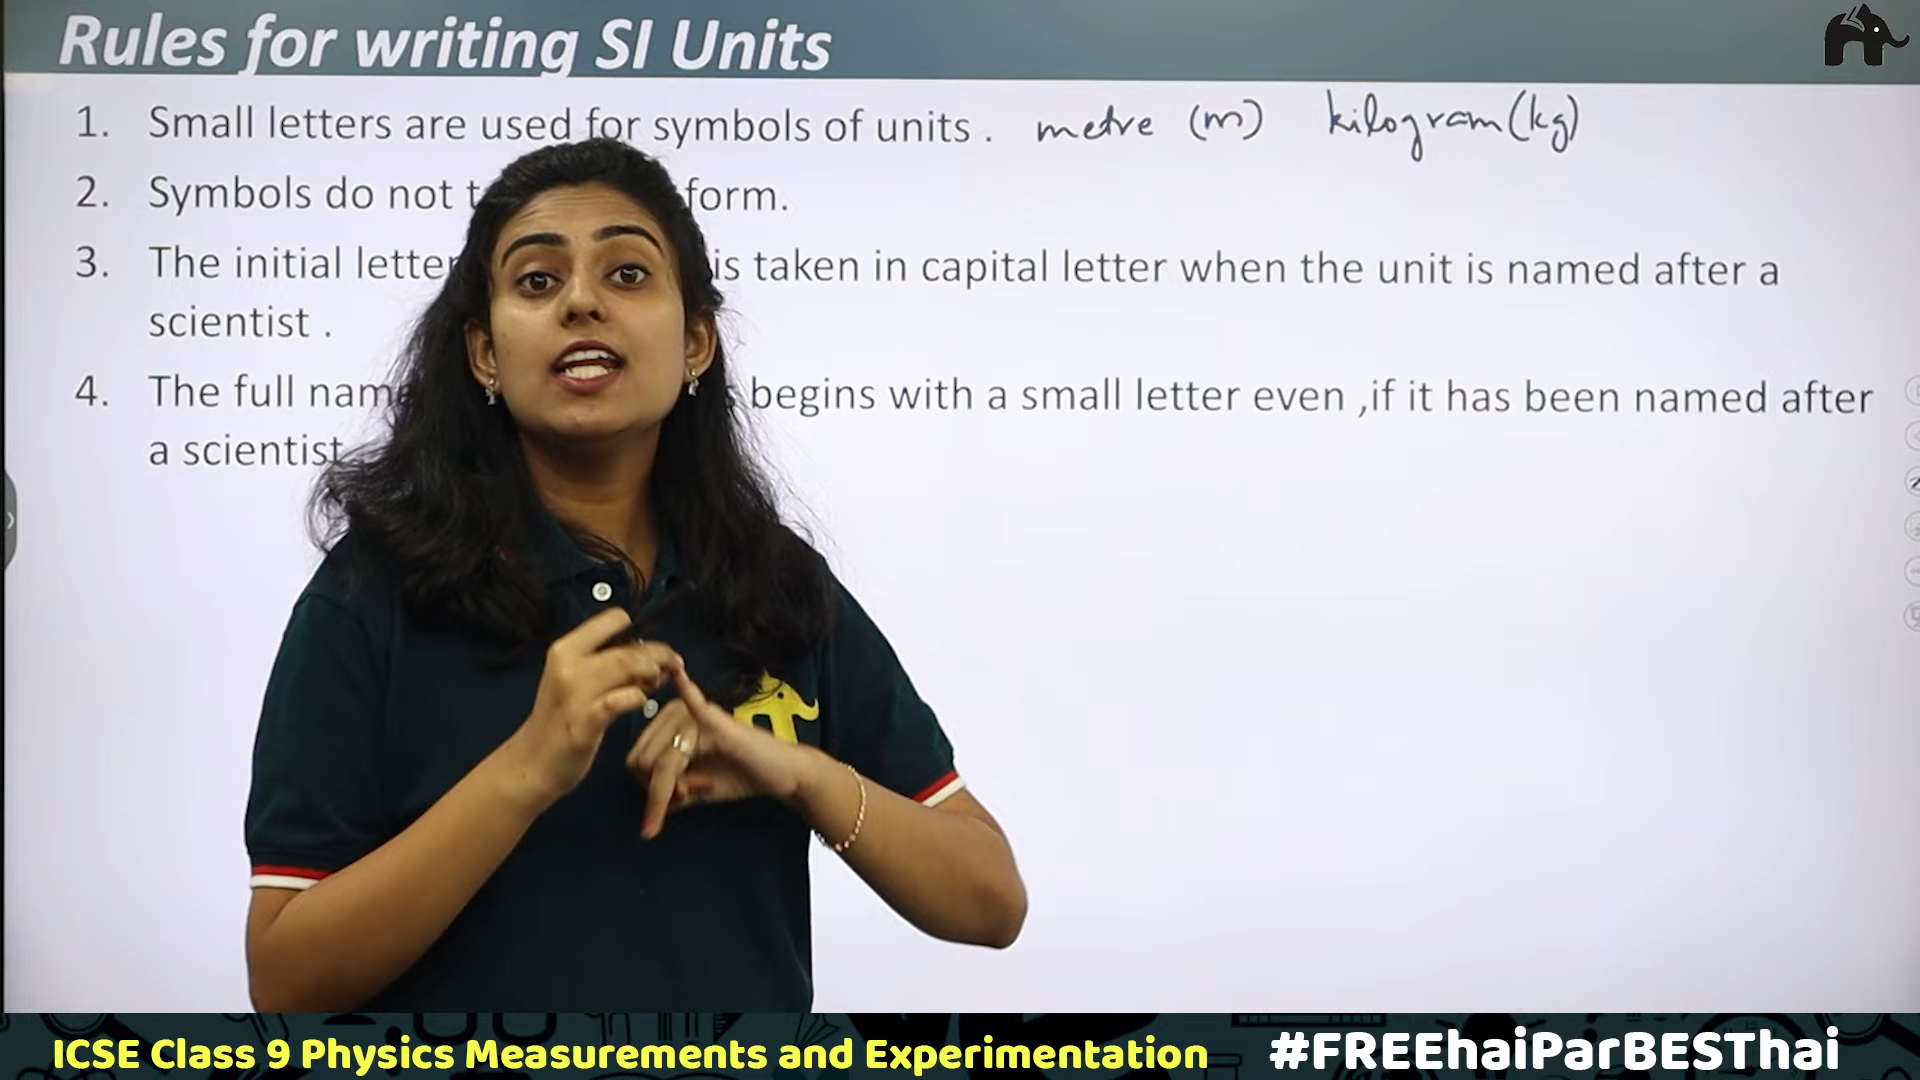 Rules for writing SI Units
1. Small letters are used for symbols of units . metre (m) kilogram (kg)
2. Symbols do not form.
3. The initial letter is taken in capital letter when the unit is named after a
scientist .
4. The full name begins with a small letter even ,if it has been named after
a scientist
ICSE Class 9 Physics Measurements and Experimentation #FREEhaiParBESThai